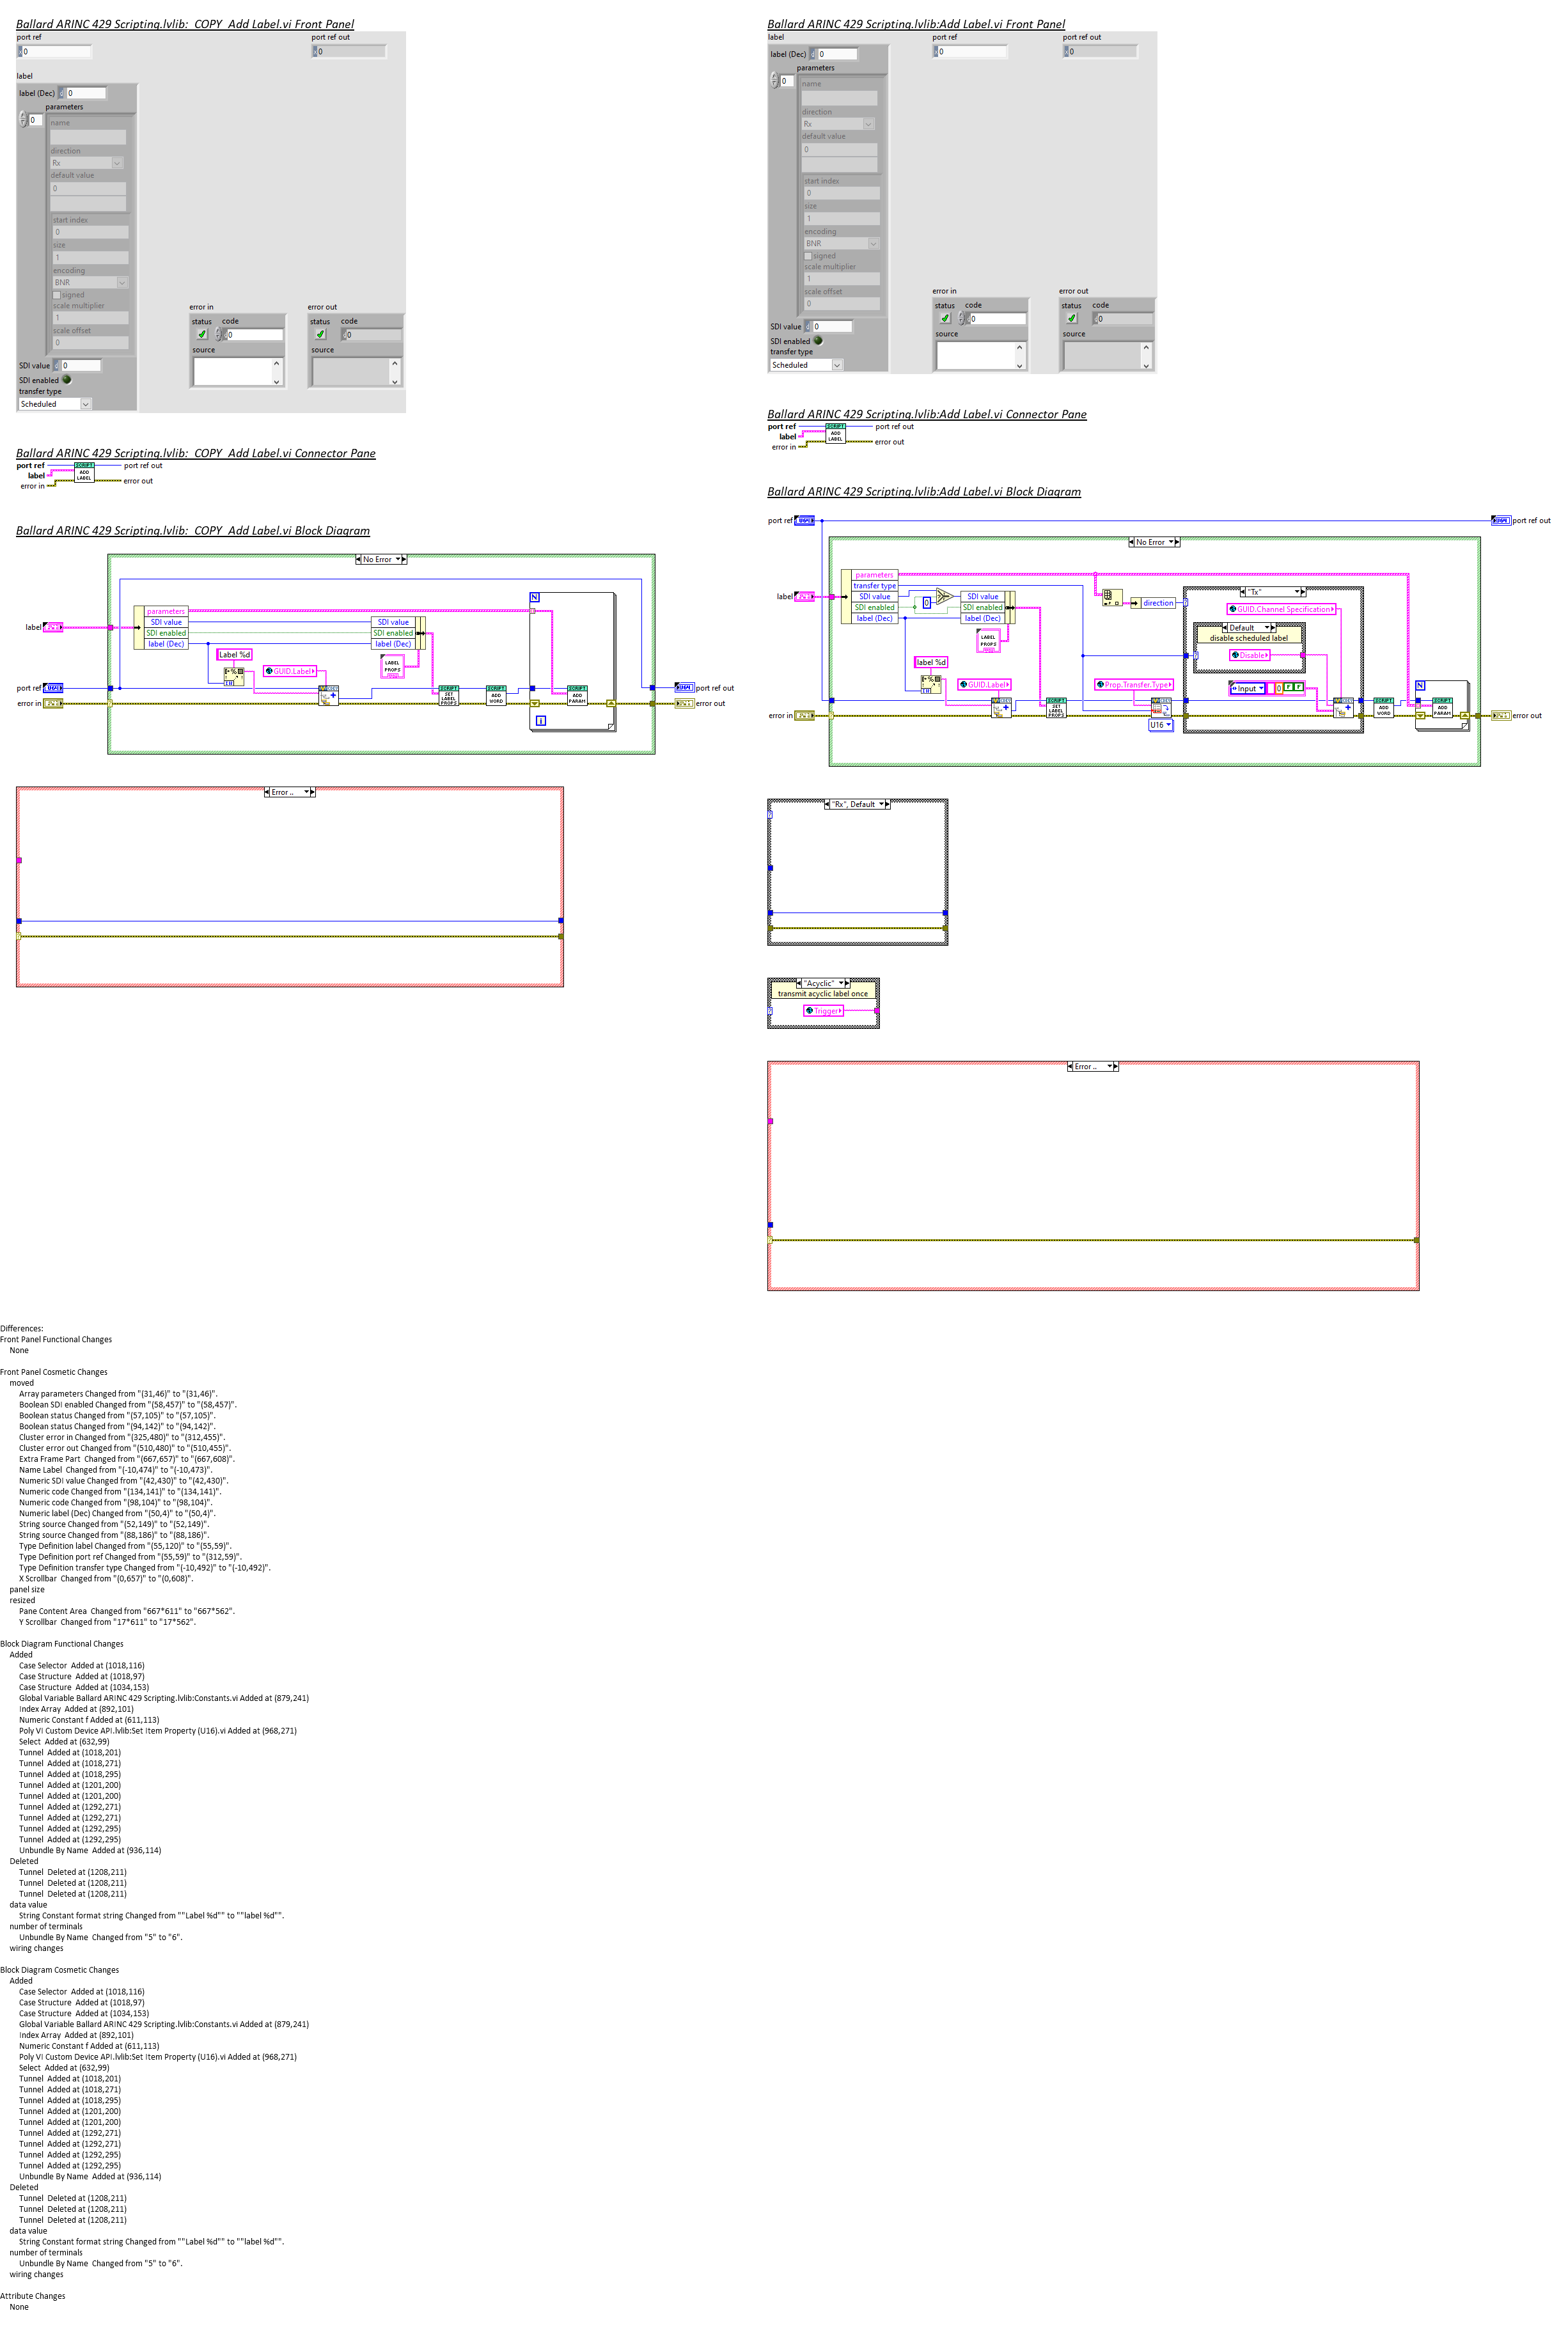 Ballard ARINC 429 Scripting.lvlib:_COPY_Add Label.vi Front Panel
port ref
port ref out
0
0
label
label (Dec)
0
parameters
0
name
direction
Rx
default value
0
start index
0
size
1
encoding
BNR
signed
scale multiplier
1
scale offset
0
SDI value
0
SDI enabled
transfer type
Scheduled
error in
status
code
0
source
error out
status
code
0
source
Ballard ARINC 429 Scripting.lvlib:_COPY_Add Label.vi Connector Pane
port ref
label
error in
SCRIPT
ADD
LABEL
port ref out
error out
Ballard ARINC 429 Scripting.lvlib:_COPY_Add Label.vi Block Diagram
No Error
N
parameters
SDI value
SDI enabled
label (Dec)
SDI value
SDI enabled
label (Dec)
label
Label %d
GUID.Label
LABEL
PROPS
port ref
error in
SCRIPT
SET
LABEL
PROPS
SCRIPT
ADD
WORD
SCRIPT
ADD
PARAM
i
port ref out
error out
Error ..
Ballard ARINC 429 Scripting.lvlib:Add Label.vi Front Panel
label
port ref
port ref out
label (Dec)
0
0
0
parameters
0
name
direction
Rx
default value
0
start index
0
size
1
encoding
BNR
signed
scale multiplier
1
scale offset
0
SDI value
0
SDI enabled
transfer type
Scheduled
error in
status
code
0
source
error out
status
code
0
source
Ballard ARINC 429 Scripting.lvlib:Add Label.vi Connector Pane
port ref
label
error in
SCRIPT
ADD
LABEL
port ref out
error out
Ballard ARINC 429 Scripting.lvlib:Add Label.vi Block Diagram
port ref
port ref out
No Error
label
parameters
transfer type
SDI value
SDI enabled
label (Dec)
0
SDI value
SDI enabled
label (Dec)
direction
"Tx"
GUID.Channel Specification
Default
disable scheduled label
Disable
LABEL
PROPS
label %d
GUID.Label
Prop.Transfer.Type
Input
0
F
F
N
error in
SCRIPT
SET
LABEL
PROPS
U16
SCRIPT
ADD
WORD
SCRIPT
ADD
PARAM
error out
"Rx", Default
"Acyclic"
transmit acyclic label once
Trigger
Error ..
Differences:
Front Panel Functional Changes
None
Front Panel Cosmetic Changes
moved
Array parameters Changed from "(31,46)" to "(31,46)".
Boolean SDI enabled Changed from "(58,457)" to "(58,457)".
Boolean status Changed from "(57,105)" to "(57,105)".
Boolean status Changed from "(94,142)" to "(94,142)".
Cluster error in Changed from "(325,480)" to "(312,455)".
Cluster error out Changed from "(510,480)" to "(510,455)".
Extra Frame Part  Changed from "(667,657)" to "(667,608)".
Name Label  Changed from "(-10,474)" to "(-10,473)".
Numeric SDI value Changed from "(42,430)" to "(42,430)".
Numeric code Changed from "(134,141)" to "(134,141)".
Numeric code Changed from "(98,104)" to "(98,104)".
Numeric label (Dec) Changed from "(50,4)" to "(50,4)".
String source Changed from "(52,149)" to "(52,149)".
String source Changed from "(88,186)" to "(88,186)".
Type Definition label Changed from "(55,120)" to "(55,59)".
Type Definition port ref Changed from "(55,59)" to "(312,59)".
Type Definition transfer type Changed from "(-10,492)" to "(-10,492)".
X Scrollbar  Changed from "(0,657)" to "(0,608)".
panel size
resized
Pane Content Area  Changed from "667*611" to "667*562".
Y Scrollbar  Changed from "17*611" to "17*562".
Block Diagram Functional Changes
Added
Case Selector  Added at (1018,116)
Case Structure  Added at (1018,97)
Case Structure  Added at (1034,153)
Global Variable Ballard ARINC 429 Scripting.lvlib:Constants.vi Added at (879,241)
Index Array  Added at (892,101)
Numeric Constant f Added at (611,113)
Poly VI Custom Device API.lvlib:Set Item Property (U16).vi Added at (968,271)
Select  Added at (632,99)
Tunnel  Added at (1018,201)
Tunnel  Added at (1018,271)
Tunnel  Added at (1018,295)
Tunnel  Added at (1201,200)
Tunnel  Added at (1201,200)
Tunnel  Added at (1292,271)
Tunnel  Added at (1292,271)
Tunnel  Added at (1292,295)
Tunnel  Added at (1292,295)
Unbundle By Name  Added at (936,114)
Deleted
Tunnel  Deleted at (1208,211)
Tunnel  Deleted at (1208,211)
Tunnel  Deleted at (1208,211)
data value
String Constant format string Changed from ""Label %d"" to ""label %d"".
number of terminals
Unbundle By Name  Changed from "5" to "6".
wiring changes
Block Diagram Cosmetic Changes
Added
Case Selector  Added at (1018,116)
Case Structure  Added at (1018,97)
Case Structure  Added at (1034,153)
Global Variable Ballard ARINC 429 Scripting.lvlib:Constants.vi Added at (879,241)
Index Array  Added at (892,101)
Numeric Constant f Added at (611,113)
Poly VI Custom Device API.lvlib:Set Item Property (U16).vi Added at (968,271)
Select  Added at (632,99)
Tunnel  Added at (1018,201)
Tunnel  Added at (1018,271)
Tunnel  Added at (1018,295)
Tunnel  Added at (1201,200)
Tunnel  Added at (1201,200)
Tunnel  Added at (1292,271)
Tunnel  Added at (1292,271)
Tunnel  Added at (1292,295)
Tunnel  Added at (1292,295)
Unbundle By Name  Added at (936,114)
Deleted
Tunnel  Deleted at (1208,211)
Tunnel  Deleted at (1208,211)
Tunnel  Deleted at (1208,211)
data value
String Constant format string Changed from ""Label %d"" to ""label %d"".
number of terminals
Unbundle By Name  Changed from "5" to "6".
wiring changes
Attribute Changes
None